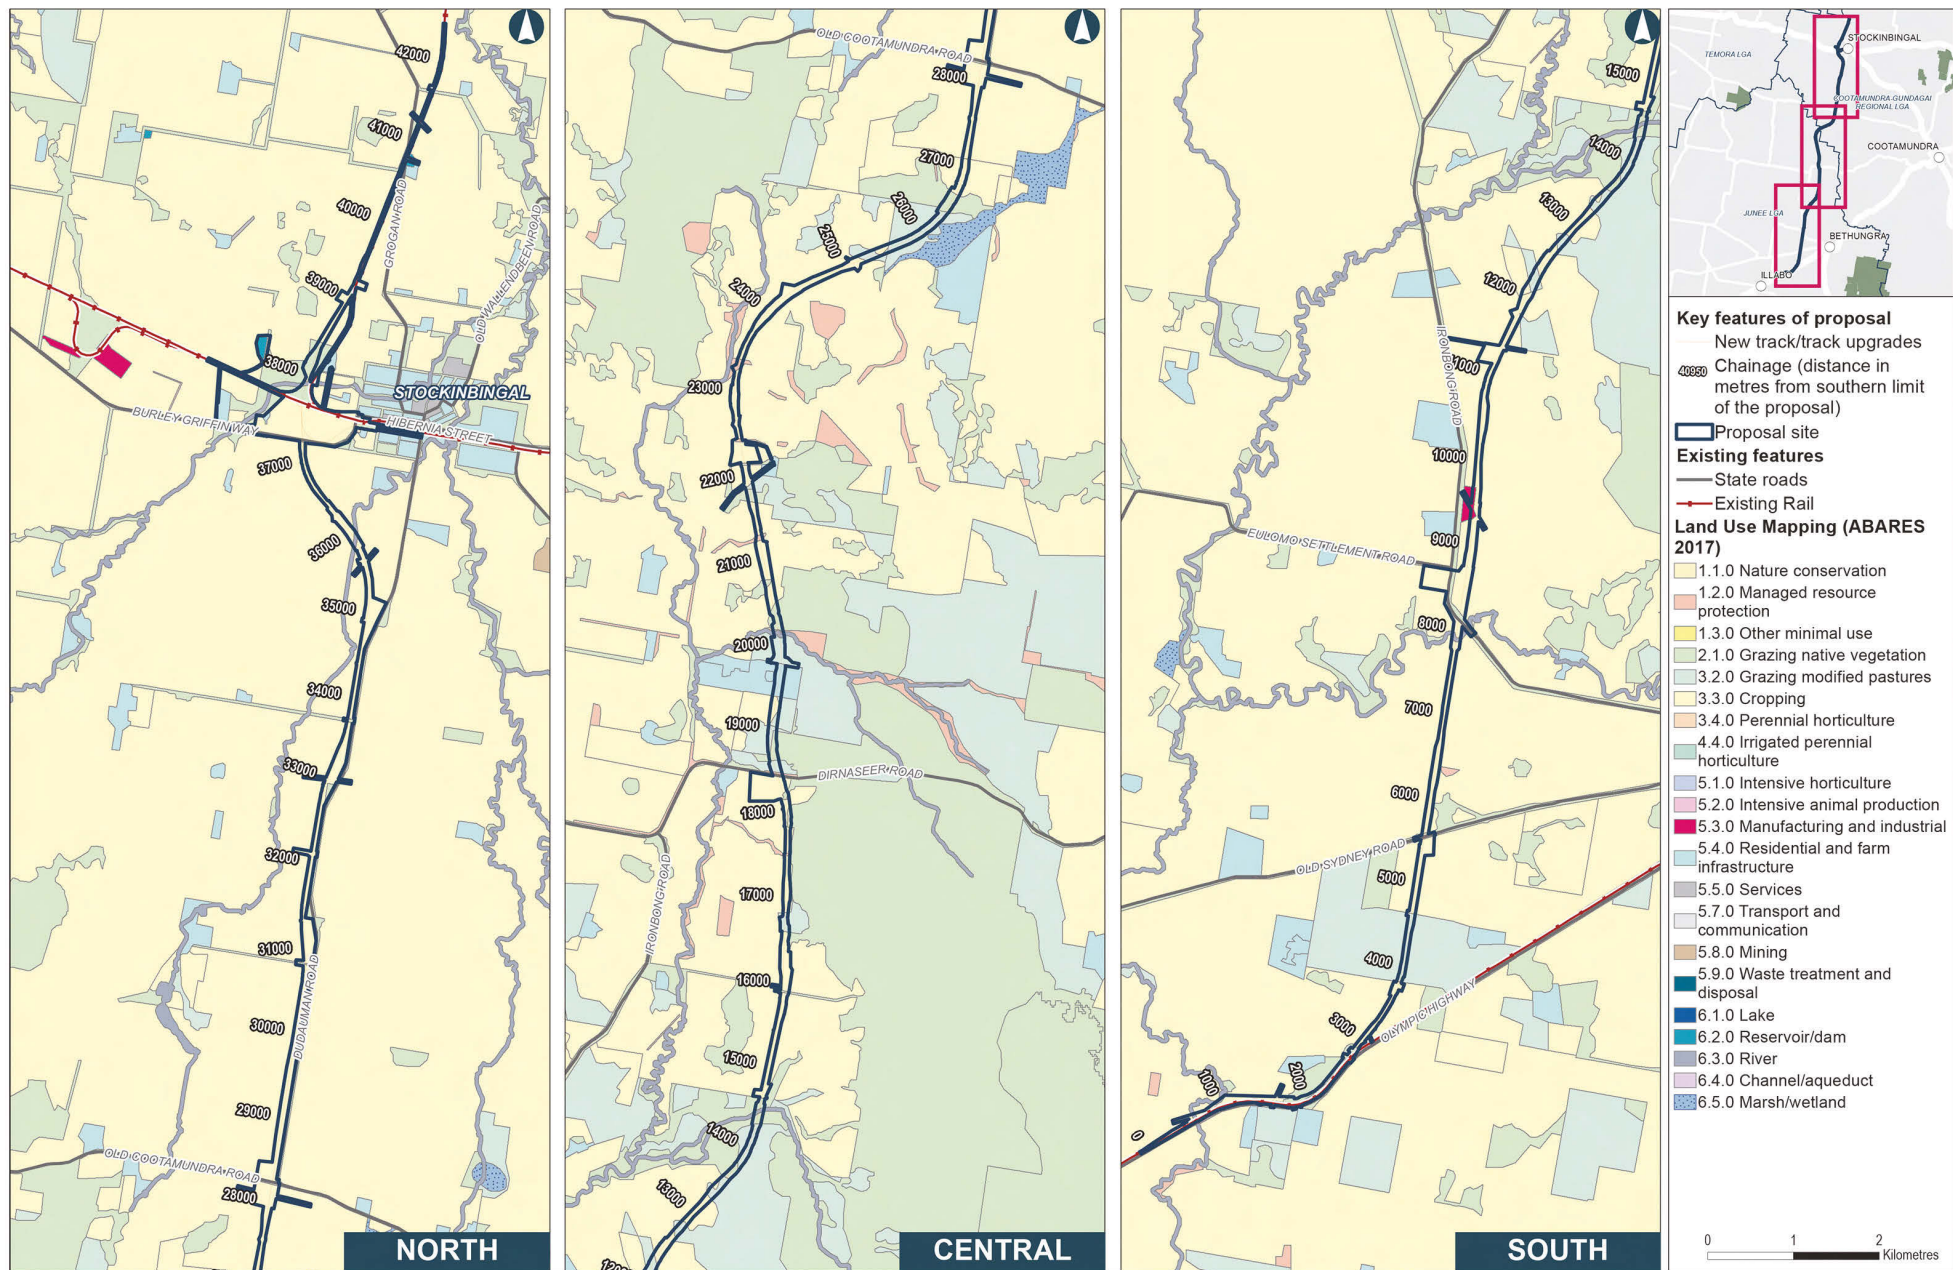 42000
41000
40000
GROGAN ROAD
OLD WALLENDBEEN ROAD
39000
38000
STOCKINBINGAL
BURLEY GRIFFIN WAY
HIBERNIA STREET
37000
36000
35000
34000
33000
32000
31000
DUDAUMAN ROAD
30000
29000
OLD COOTAMUNDRA ROAD
28000
NORTH
OLD COOTAMUNDRA ROAD
28000
27000
26000
25000
24000
23000
22000
21000
20000
19000
DIRNASEER ROAD
18000
IRONBONG ROAD
17000
16000
15000
14000
13000
CENTRAL
15000
14000
13000
12000
IRONBONG ROAD
10000
EULOMO SETTLEMENT ROAD
9000
8000
7000
6000
OLD SYDNEY ROAD
5000
4000
OLYMPIC HIGHWAY
3000
2000
1000
0
SOUTH
STOCKINBINGAL
TEMORA LGA
COOTAMUNDRA-GUNDAGAI
REGIONAL LGA
COOTAMUNDRA
JUNEE LGA
BETHUNGRA
ILLABO
Key features of proposal
New track/track upgrades
40950
Chainage (distance in
metres from southern limit
of the proposal)
Proposal site
Existing features
State roads
Existing Rail
Land Use Mapping (ABARES
2017)
1.1.0 Nature conservation
1.2.0 Managed resource
protection
1.3.0 Other minimal use
2.1.0 Grazing native vegetation
3.2.0 Grazing modified pastures
3.3.0 Cropping
3.4.0 Perennial horticulture
4.4.0 Irrigated perennial
horticulture
5.1.0 Intensive horticulture
5.2.0 Intensive animal production
5.3.0 Manufacturing and industrial
5.4.0 Residential and farm
infrastructure
5.5.0 Services
5.7.0 Transport and
communication
5.8.0 Mining
5.9.0 Waste treatment and
disposal
6.1.0 Lake
6.2.0 Reservoir/dam
6.3.0 River
6.4.0 Channel/aqueduct
6.5.0 Marsh/wetland
0 1 2
Kilometres